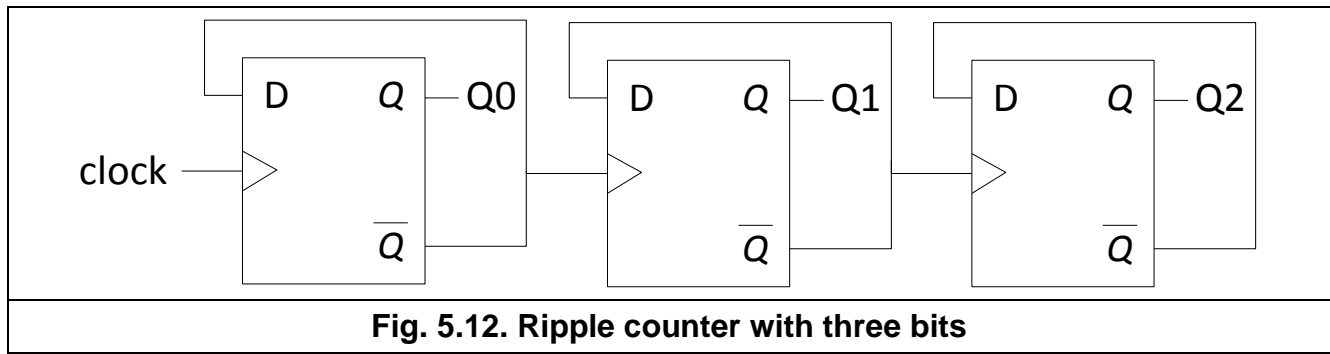 D Q Q0 D Q Q1 D Q Q2
clock
Q Q Q
Fig. 5.12. Ripple counter with three bits